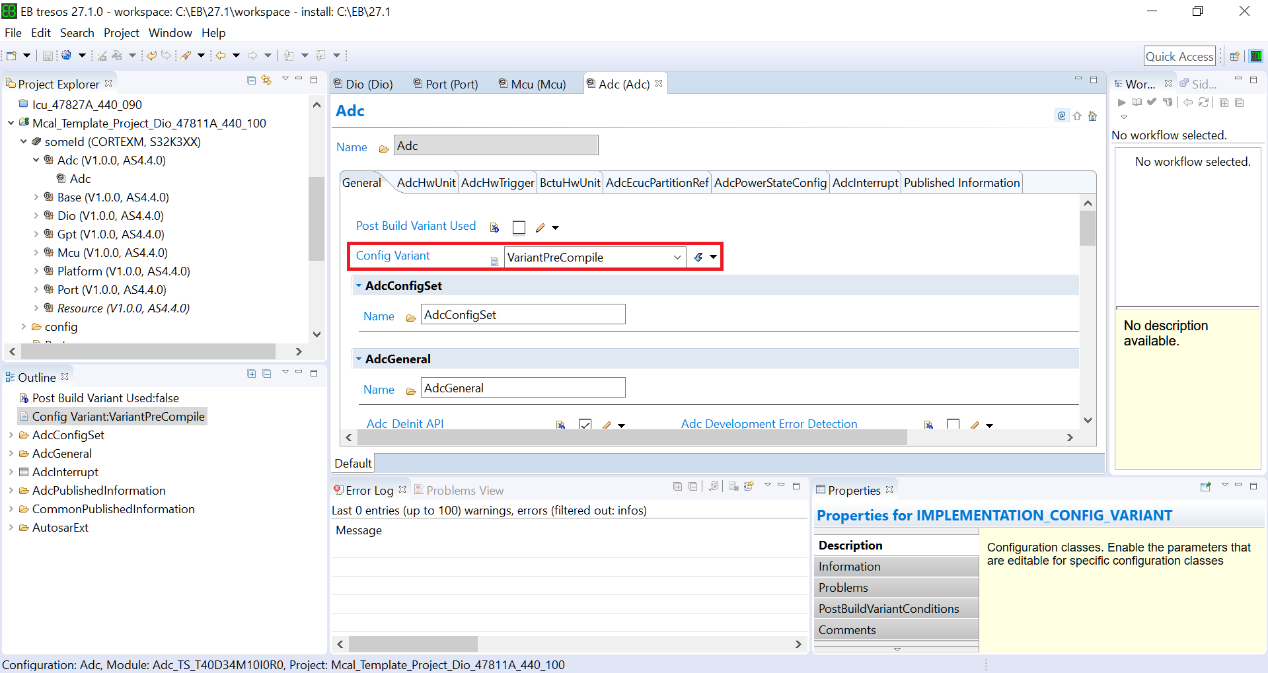 EB tresos 27.1.0 - workspace: C:\EB\27.1\workspace - install: C:\EB\27.1
File Edit Search Project Window Help
Quick Access
Project Explorer
Icu_47827A_440_090
Mcal_Template_Project_Dio_47811A_440_100
someId (CORTEXM, S32K3XX)
Adc (V1.0.0, AS4.4.0)
Adc
Base (V1.0.0, AS4.4.0)
Dio (V1.0.0, AS4.4.0)
Gpt (V1.0.0, AS4.4.0)
Mcu (V1.0.0, AS4.4.0)
Platform (V1.0.0, AS4.4.0)
Port (V1.0.0, AS4.4.0)
Resource (V1.0.0, AS4.4.0)
config
Outline
Post Build Variant Used:false
Config Variant:VariantPreCompile
AdcConfigSet
AdcGeneral
AdcInterrupt
AdcPublishedInformation
CommonPublishedInformation
AutosarExt
Dio (Dio) Port (Port) Mcu (Mcu) Adc (Adc)
Adc
Name Adc
General AdcHwUnit AdcHwTrigger BctuHwUnit AdcEcucPartitionRef AdcPowerStateConfig AdcInterrupt Published Information
Post Build Variant Used
Config Variant VariantPreCompile
AdcConfigSet
Name AdcConfigSet
AdcGeneral
Name AdcGeneral
Adc DeInit API Adc Development Error Detection
Default
Error Log Problems View
Last 0 entries (up to 100) warnings, errors (filtered out: infos)
Message
Wor... Sid...
No workflow selected.
No workflow selected.
No description
available.
Properties
Properties for IMPLEMENTATION_CONFIG_VARIANT
Description
Information
Problems
PostBuildVariantConditions
Comments
Configuration classes. Enable the parameters that
are editable for specific configuration classes
Configuration: Adc, Module: Adc_TS_T40D34M10I0R0, Project: Mcal_Template_Project_Dio_47811A_440_100